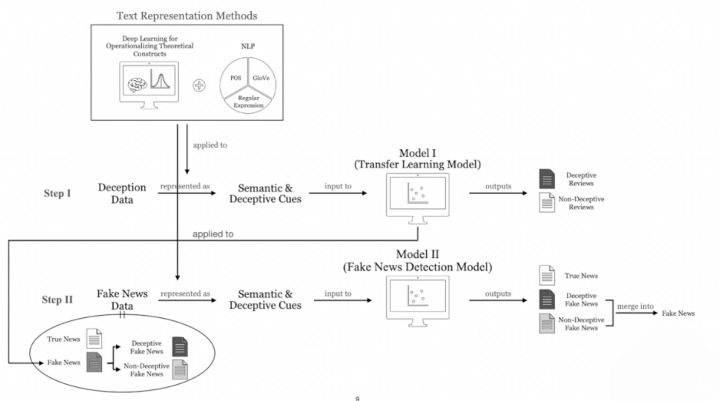 Text Representation Methods
Deep Learning for
Operationalizing Theoretical
Constructs
NLP
POS
GloVe
Regular
Expression
applied to
Step I
Deception
Data
represented as
Semantic &
Deceptive Cues
input to
Model I
(Transfer Learning Model)
outputs
Deceptive
Reviews
Non-Deceptive
Reviews
applied to
Step II
Fake News
Data
represented as
Semantic &
Deceptive Cues
input to
Model II
(Fake News Detection Model)
outputs
True News
Deceptive
Fake News
Non-Deceptive
Fake News
merge into
Fake News
True News
Fake News
Deceptive
Fake News
Non-Deceptive
Fake News
9